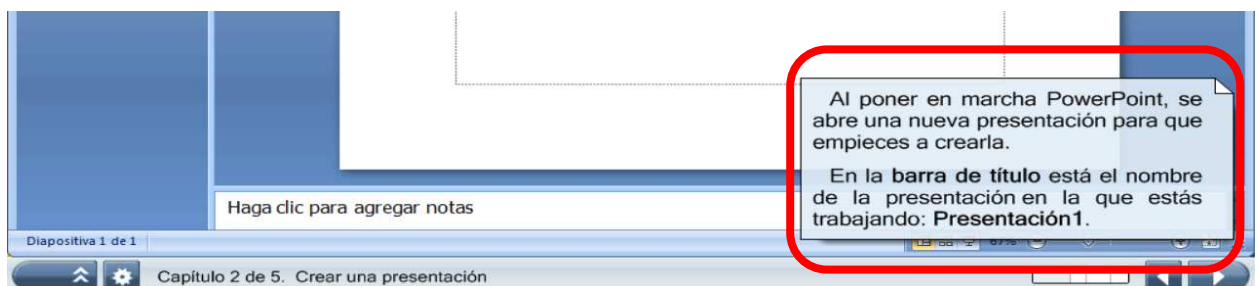 Al poner en marcha PowerPoint, se
abre una nueva presentación para que
empieces a crearla.
En la barra de título está el nombre
de la presentación en la que estás
trabajando: Presentación1.
Haga clic para agregar notas
Diapositiva 1 de 1
Capítulo 2 de 5. Crear una presentación